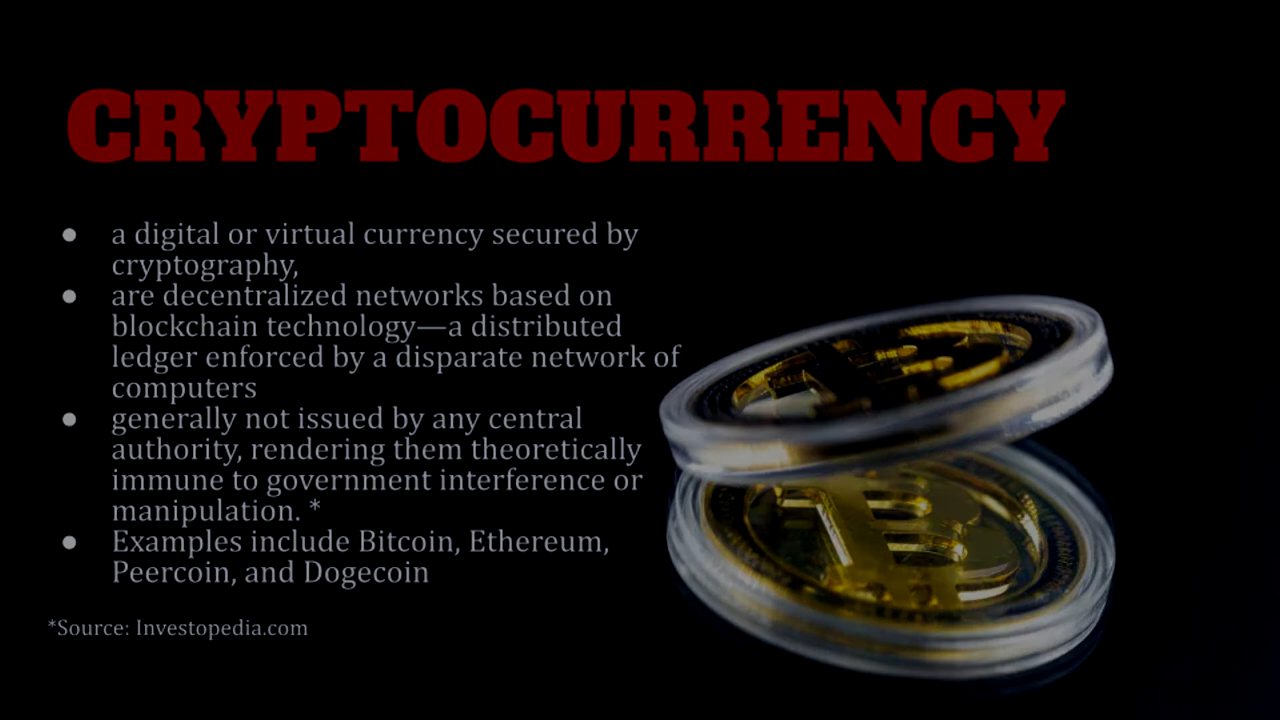 CRYPTOCURRENCY
● a digital or virtual currency secured by
cryptography,
● are decentralized networks based on
blockchain technology—a distributed
ledger enforced by a disparate network of
computers
● generally not issued by any central
authority, rendering them theoretically
immune to government interference or
manipulation. *
● Examples include Bitcoin, Ethereum,
Peercoin, and Dogecoin
*Source: Investopedia.com